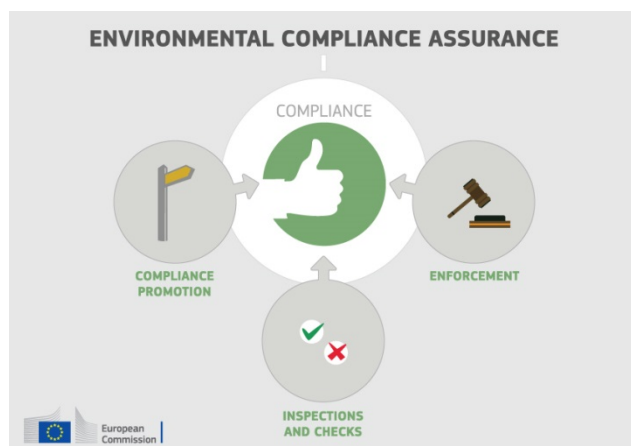 ENVIRONMENTAL COMPLIANCE ASSURANCE
COMPLIANCE
COMPLIANCE
PROMOTION
ENFORCEMENT
INSPECTIONS
AND CHECKS
European
Commission